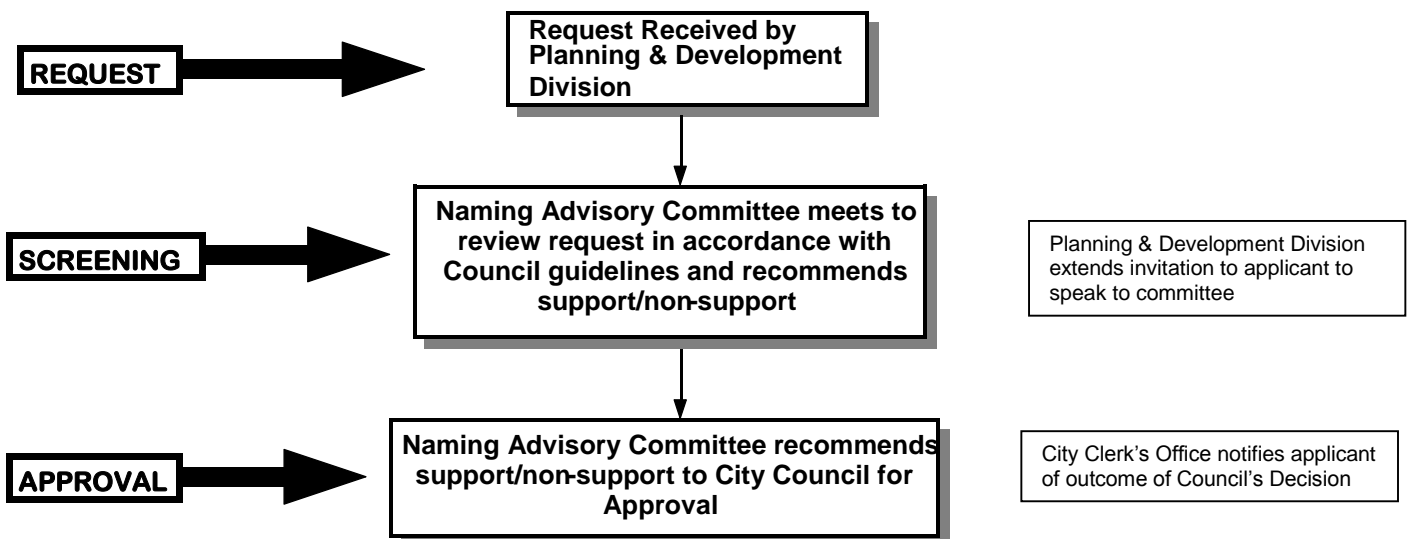 REQUEST
Request Received by
Planning & Development
Division
SCREENING
Naming Advisory Committee meets to
review request in accordance with
Council guidelines and recommends
support/non-support
Planning & Development Division
extends invitation to applicant to
speak to committee
APPROVAL
Naming Advisory Committee recommends
support/non-support to City Council for
Approval
City Clerk’s Office notifies applicant
of outcome of Council’s Decision